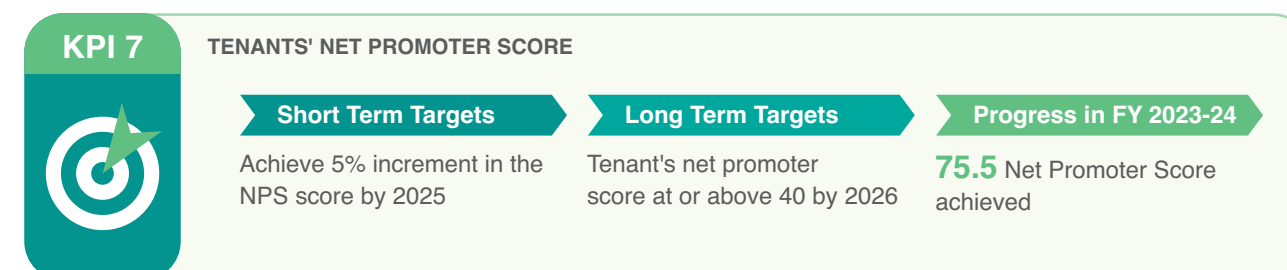 KPI 7
TENANTS' NET PROMOTER SCORE
Short Term Targets
Achieve 5% increment in the
NPS score by 2025
Long Term Targets
Tenant's net promoter
score at or above 40 by 2026
Progress in FY 2023-24
75.5 Net Promoter Score
achieved